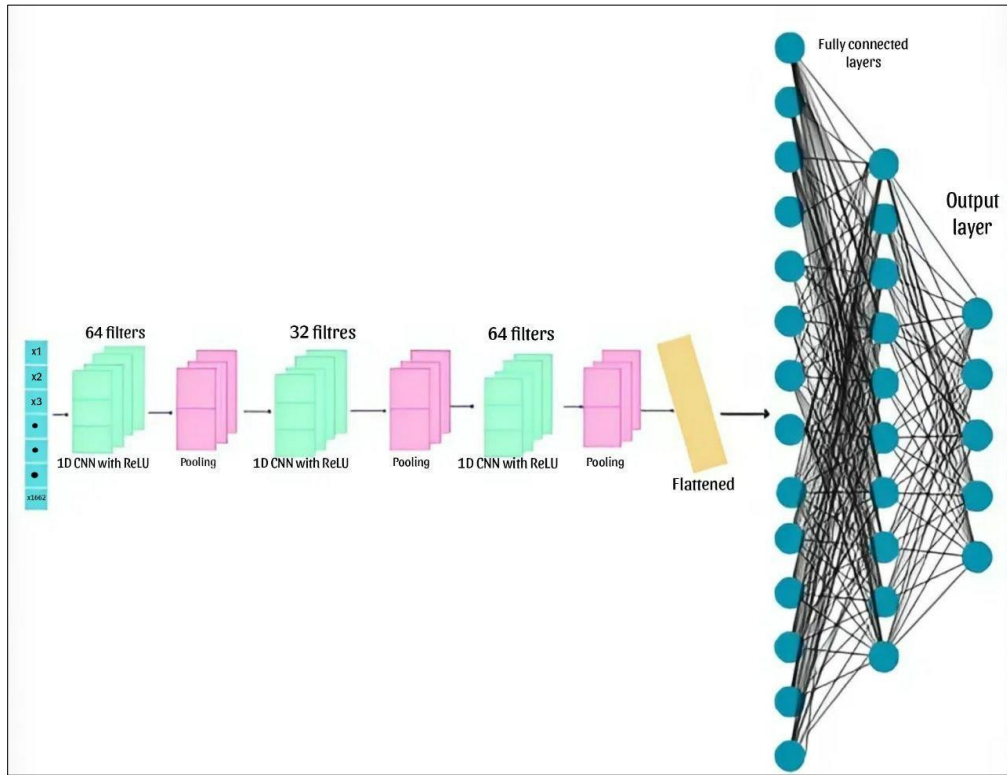 Fully connected
layers
Output
layer
64 filters
32 filtres
64 filters
x1
x2
x3
x1662
1D CNN with ReLU
Pooling
1D CNN with ReLU
Pooling
1D CNN with ReLU
Pooling
Flattened